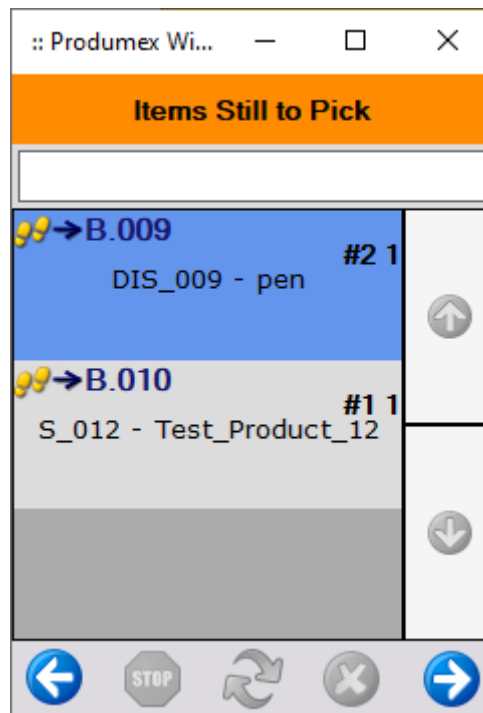 :: Produmex Wi...
Items Still to Pick
B.009
#2 1
DIS_009 - pen
B.010
#1 1
S_012 - Test_Product_12
STOP